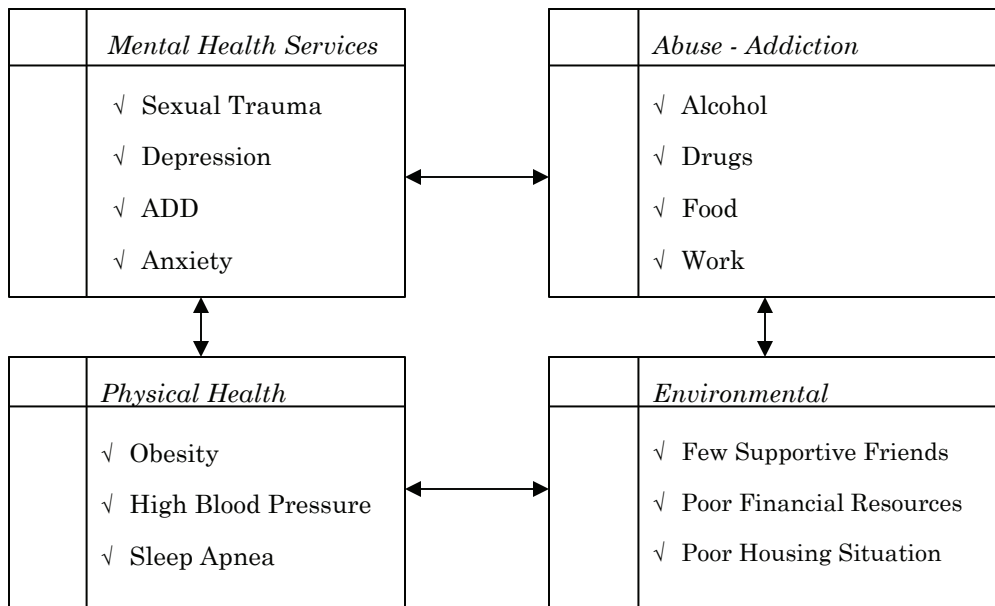 Mental Health Services
√ Sexual Trauma
√ Depression
√ ADD
√ Anxiety
Abuse - Addiction
√ Alcohol
√ Drugs
√ Food
√ Work
Physical Health
√ Obesity
√ High Blood Pressure
√ Sleep Apnea
Environmental
√ Few Supportive Friends
√ Poor Financial Resources
√ Poor Housing Situation